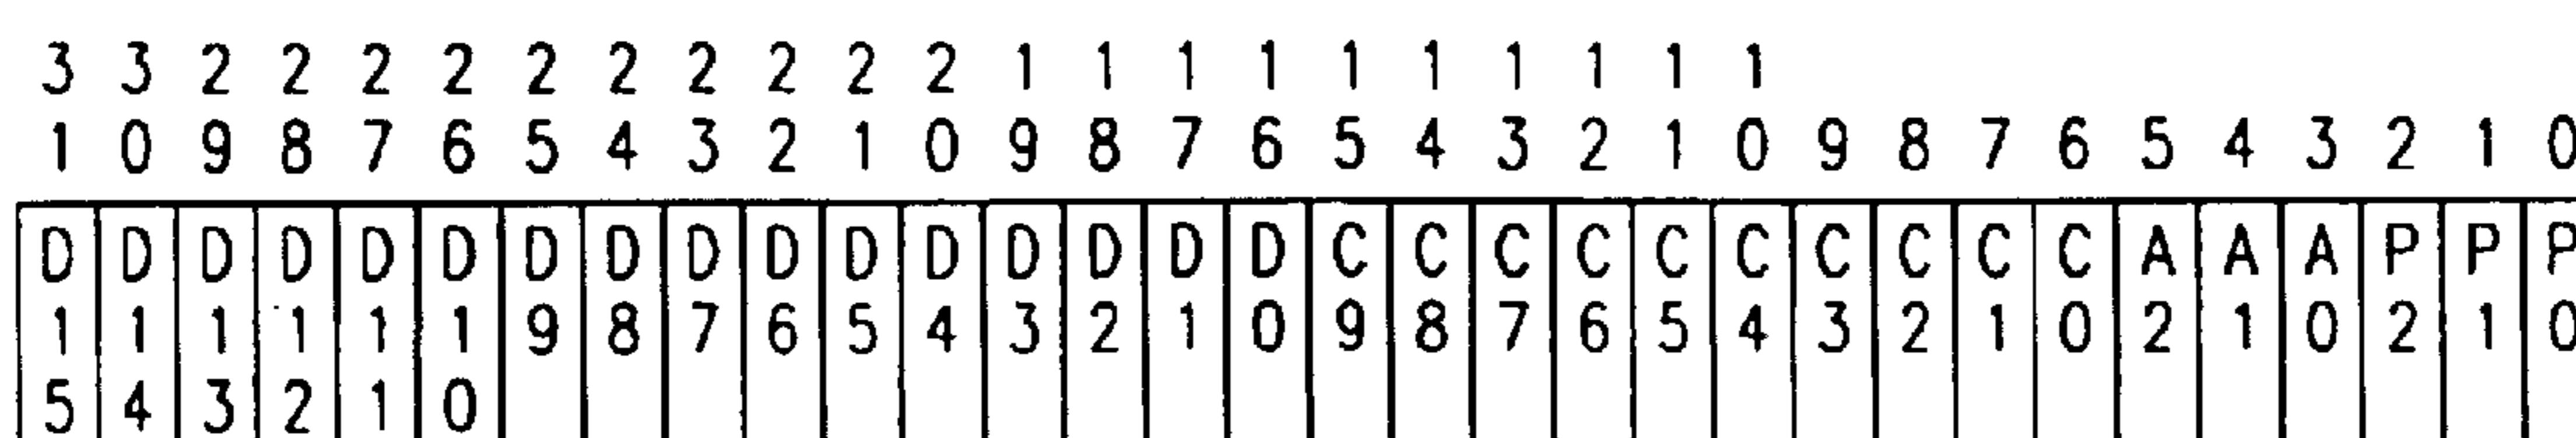 3 3 2 2 2 2 2 2 2 2 2 2 1 1 1 1 1 1 1 1 1 1
1 0 9 8 7 6 5 4 3 2 1 0 9 8 7 6 5 4 3 2 1 0 9 8 7 6 5 4 3 2 1 0
D D D D D D D D D D D D D D D D C C C C C C C C C C A A A P P P
1 1 1 1 1 1 9 8 7 6 5 4 3 2 1 0 9 8 7 6 5 4 3 2 1 0 2 1 0 2 1 0
5 4 3 2 1 0